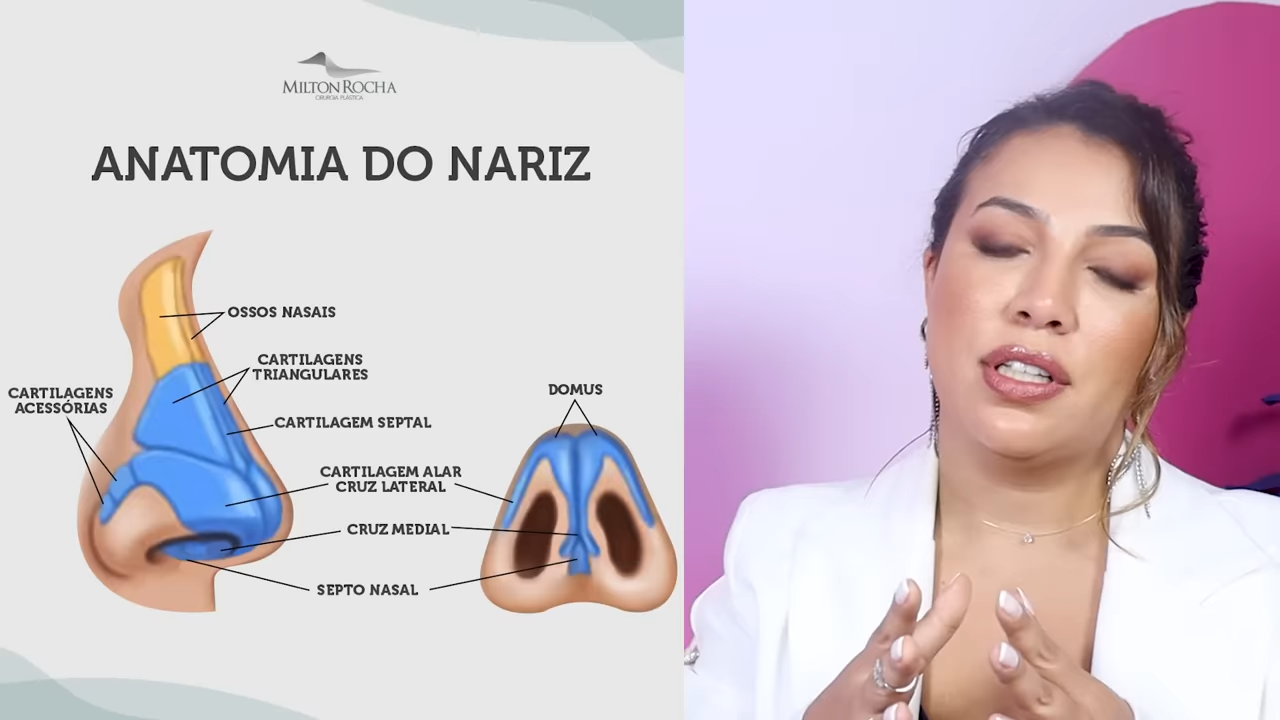 MILTON ROCHA
CIRURGIA PLÁSTICA
ANATOMIA DO NARIZ
OSSOS NASAIS
CARTILAGENS
TRIANGULARES
CARTILAGENS
ACESSÓRIAS
DOMUS
CARTILAGEM SEPTAL
CARTILAGEM ALAR
CRUZ LATERAL
CRUZ MEDIAL
SEPTO NASAL